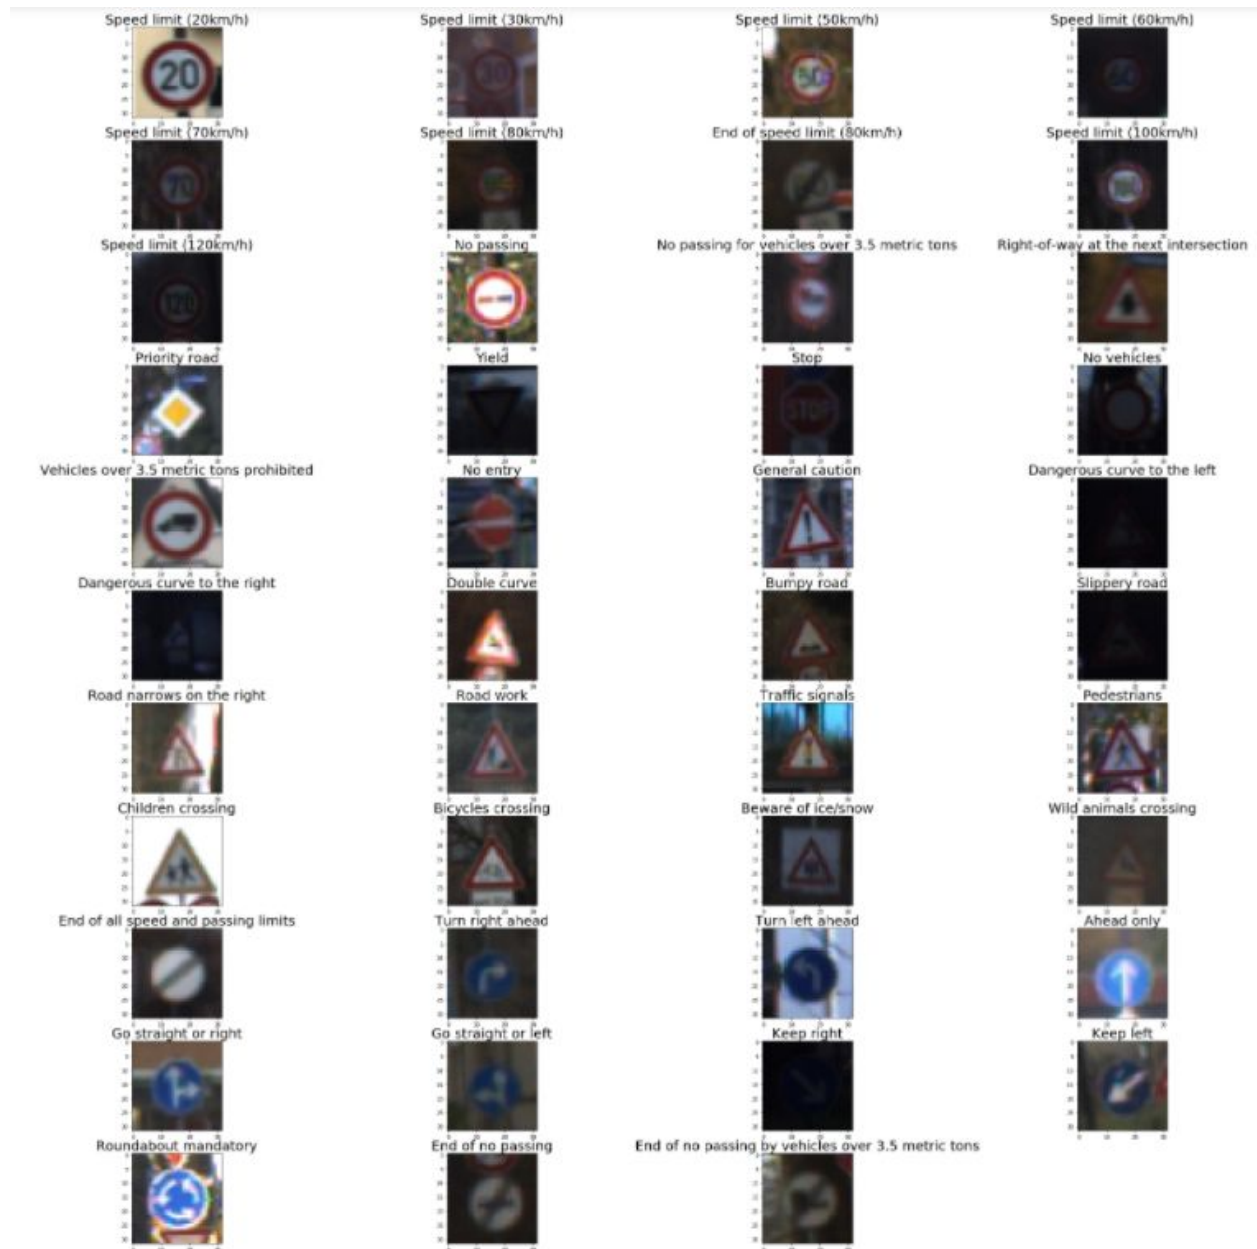 Speed limit (20km/h) Speed limit (30km/h) Speed limit (50km/h) Speed limit (60km/h)
20 30 50 60
Speed limit (70km/h) Speed limit (80km/h) End of speed limit (80km/h) Speed limit (100km/h)
70
Speed limit (120km/h) No passing No passing for vehicles over 3.5 metric tons Right-of-way at the next intersection
120
Priority road Yield Stop No vehicles
STOP
Vehicles over 3.5 metric tons prohibited No entry General caution Dangerous curve to the left
Dangerous curve to the right Double curve Bumpy road Slippery road
Road narrows on the right Road work Traffic signals Pedestrians
Children crossing Bicycles crossing Beware of ice/snow Wild animals crossing
End of all speed and passing limits Turn right ahead Turn left ahead Ahead only
Go straight or right Go straight or left Keep right Keep left
Roundabout mandatory End of no passing End of no passing by vehicles over 3.5 metric tons